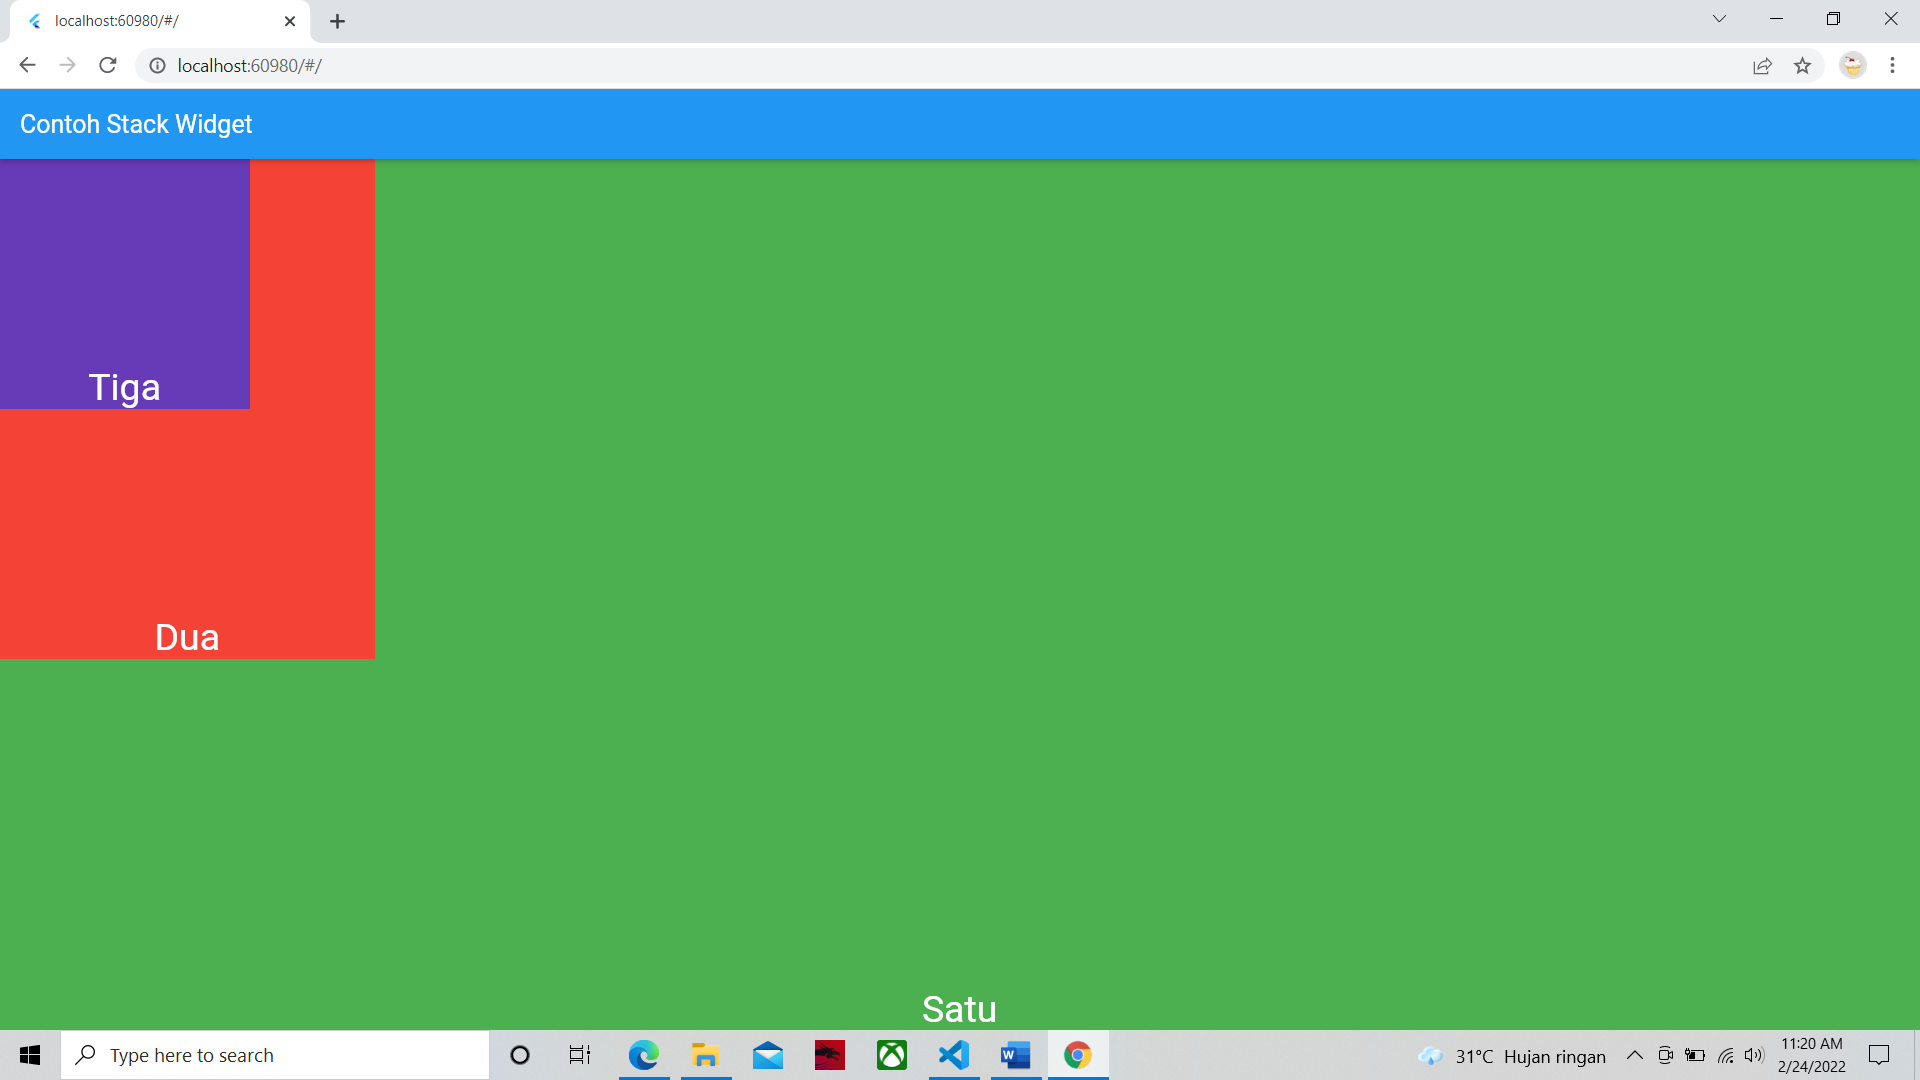 localhost:60980/#/
localhost:60980/#/
Contoh Stack Widget
Tiga
Dua
Satu
Type here to search
31°C Hujan ringan
11:20 AM
2/24/2022